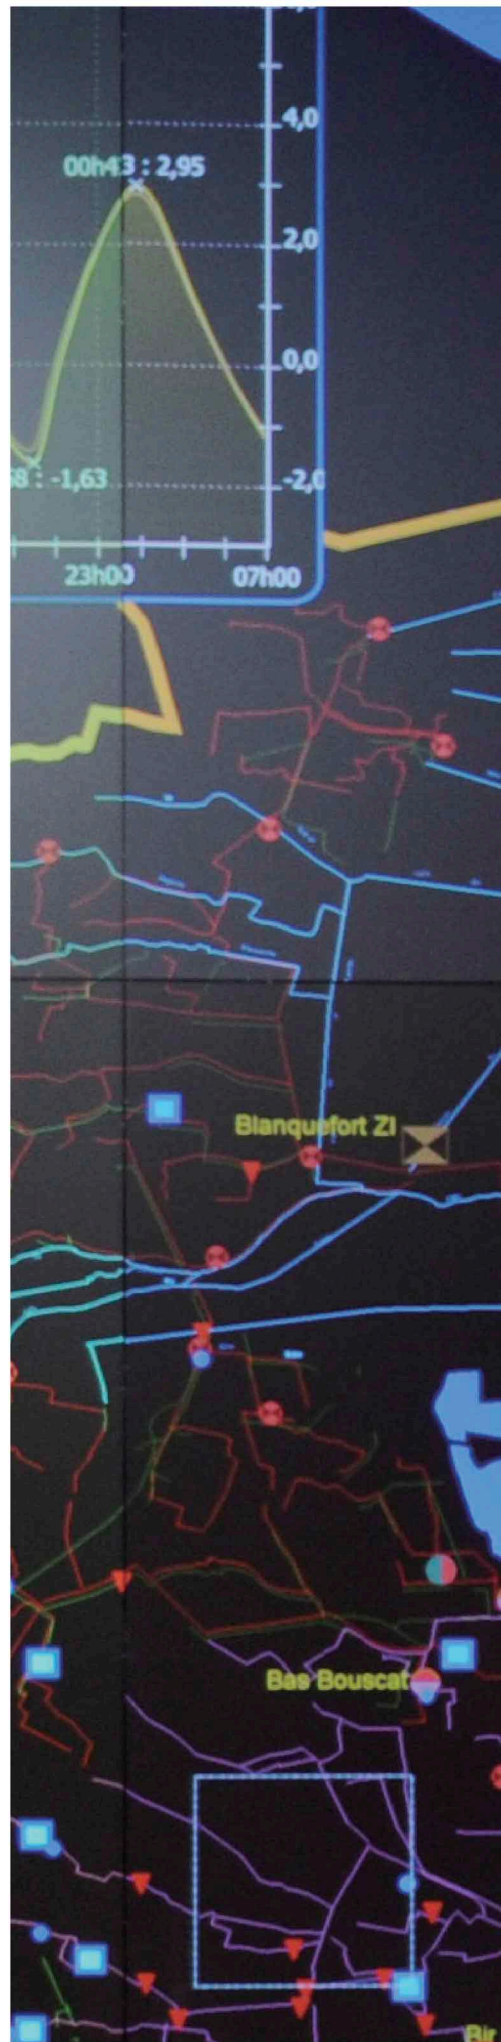 4,0
00h43 : 2,95
2,0
0,0
58 : -1,63
-2,0
23h00
07h00
Blanquefort ZI
Bas Bouscat